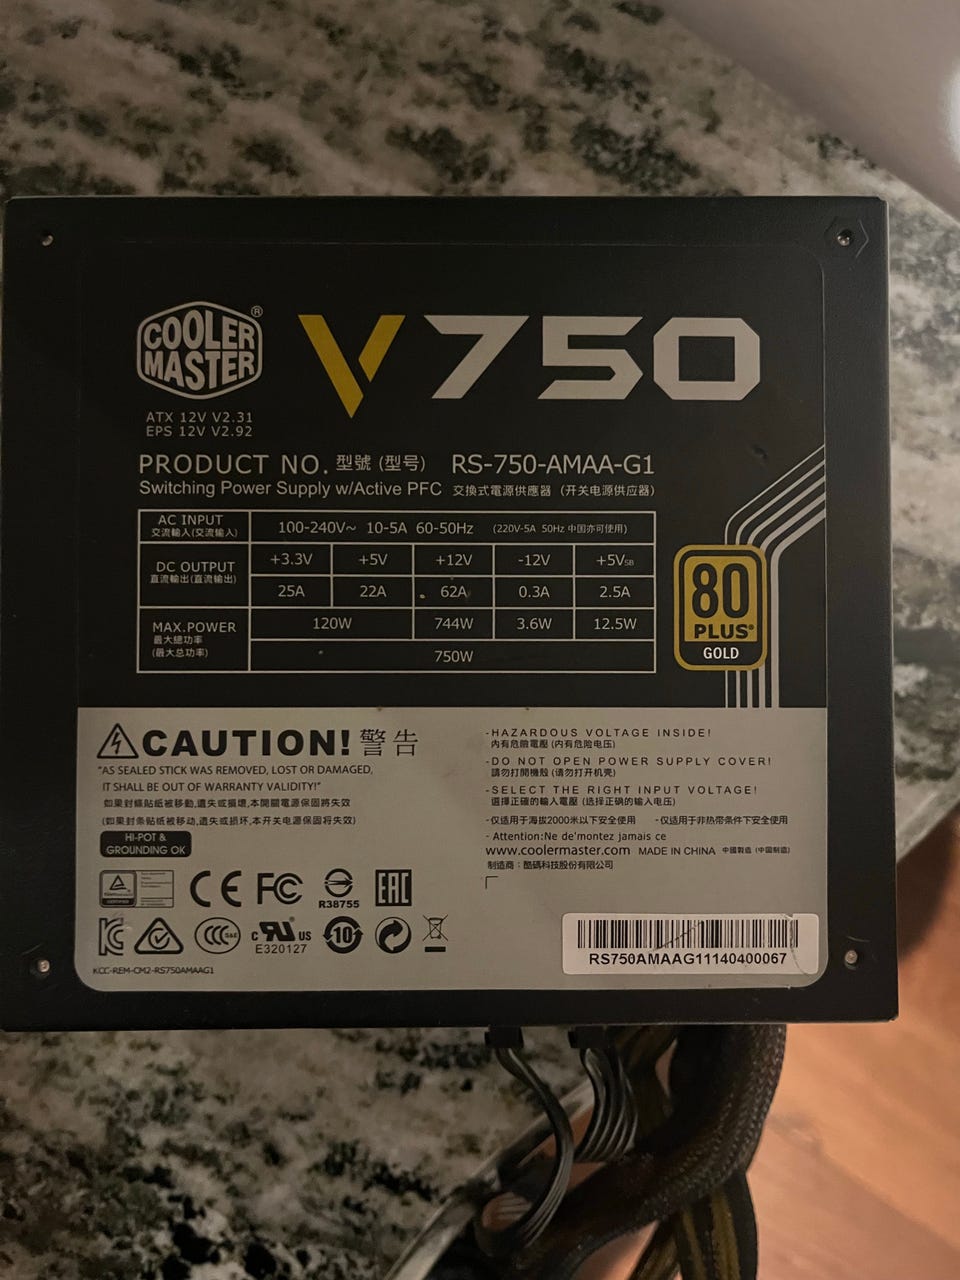 COOLER
MASTER®
V750
ATX 12V V2.31
EPS 12V V2.92
PRODUCT NO. 型號 (型号) RS-750-AMAA-G1
Switching Power Supply w/Active PFC 交換式電源供應器 (开关电源供应器)
AC INPUT 100-240V~ 10-5A 60-50Hz (220V-5A 50Hz 中国亦可使用)
交流輸入(交流输入)
DC OUTPUT +3.3V +5V +12V -12V +5VSB
直流輸出(直流输出) 25A 22A 62A 0.3A 2.5A
MAX.POWER 120W 744W 3.6W 12.5W
最大總功率
(最大总功率) 750W
80
PLUS®
GOLD
CAUTION! 警告
"AS SEALED STICK WAS REMOVED, LOST OR DAMAGED,
IT SHALL BE OUT OF WARRANTY VALIDITY!"
如果封條貼紙被移動,遺失或損壞,本開關電源保固將失效
(如果封条贴纸被移动,遗失或损坏,本开关电源保固将失效)
HI-POT &
GROUNDING OK
-HAZARDOUS VOLTAGE INSIDE!
內有危險電壓 (内有危险电压)
-DO NOT OPEN POWER SUPPLY COVER!
請勿打開機殼 (请勿打开机壳)
-SELECT THE RIGHT INPUT VOLTAGE!
選擇正確的輸入電壓 (选择正确的输入电压)
-仅适用于海拔2000米以下安全使用 -仅适用于非热带条件下安全使用
- Attention:Ne de'montez jamais ce
www.coolermaster.com MADE IN CHINA 中國製造 (中国制造)
制造商：酷碼科技股份有限公司
CE FC R38755 EAC
CCC S&E c RU US 10
E320127
KCC-REM-CM2-RS750AMAAG1
RS750AMAAG11140400067